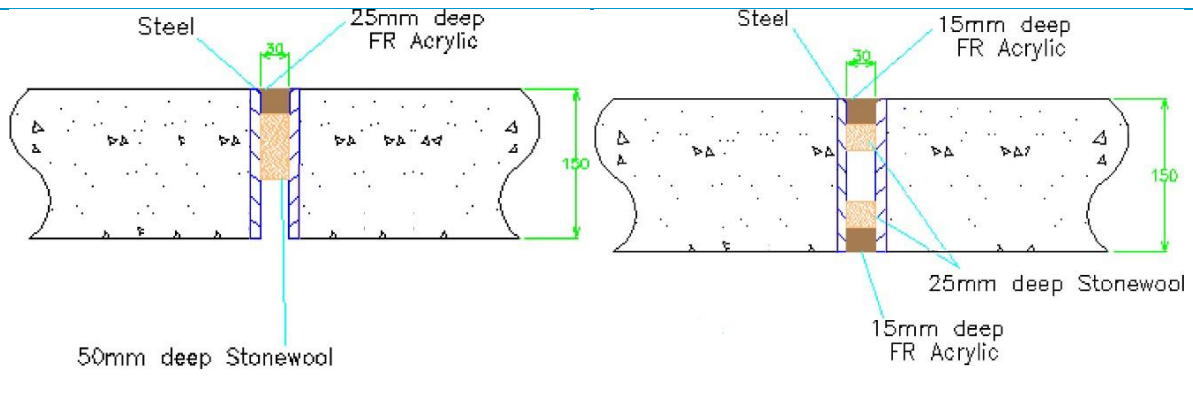 Steel
25mm deep
FR Acrylic
30
150
50mm deep Stonewool
Steel
15mm deep
FR Acrylic
30
150
25mm deep Stonewool
15mm deep
FR Acrylic